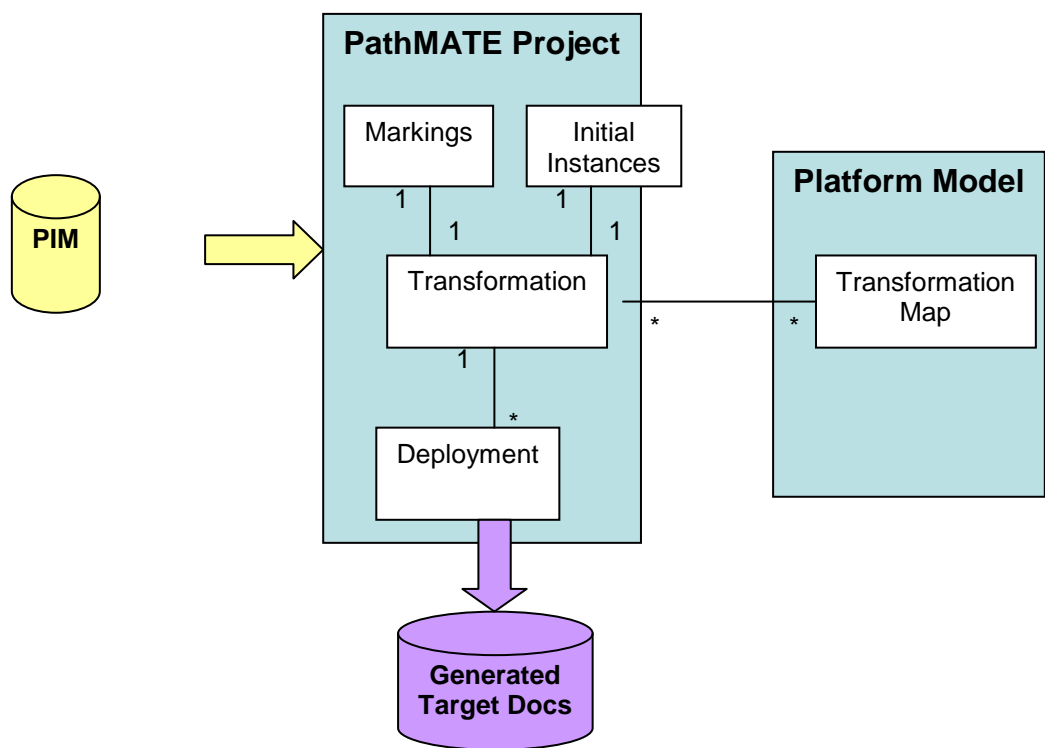 PathMATE Project
Markings
Initial
Instances
1
1
1
1
Transformation
*
1
*
Deployment
PIM
Platform Model
Transformation
Map
*
Generated
Target Docs